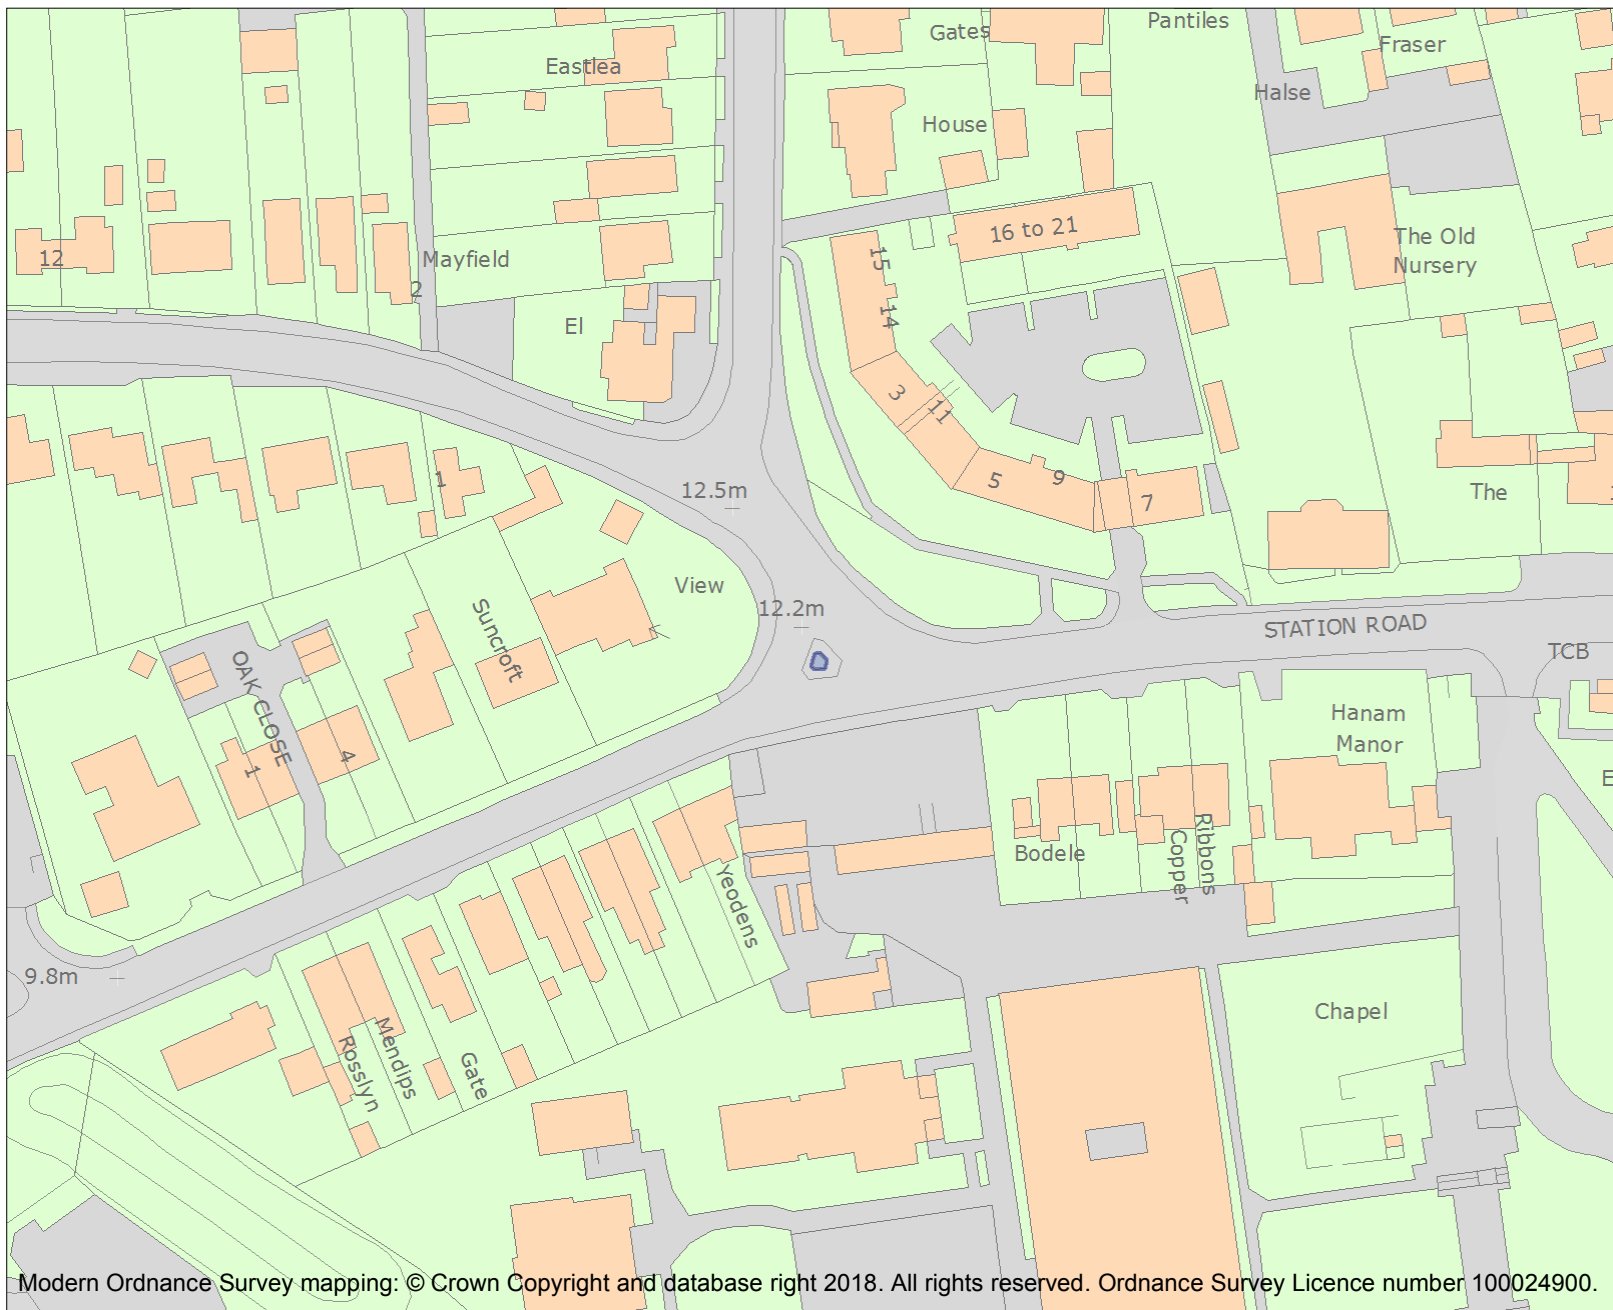 Pantiles
Gates
Fraser
Eastlea
Halse
House
16 to 21
The Old
Nursery
12
Mayfield
15
2
14
El
3
11
1
5
9
7
12.5m
The
View
12.2m
Suncroft
STATION ROAD
TCB
OAK CLOSE
Hanam
Manor
1
4
Bodele
Copper
Ribbons
Yeodens
9.8m
Chapel
Rosslyn
Mendips
Gate
Modern Ordnance Survey mapping: © Crown Copyright and database right 2018. All rights reserved. Ordnance Survey Licence number 100024900.